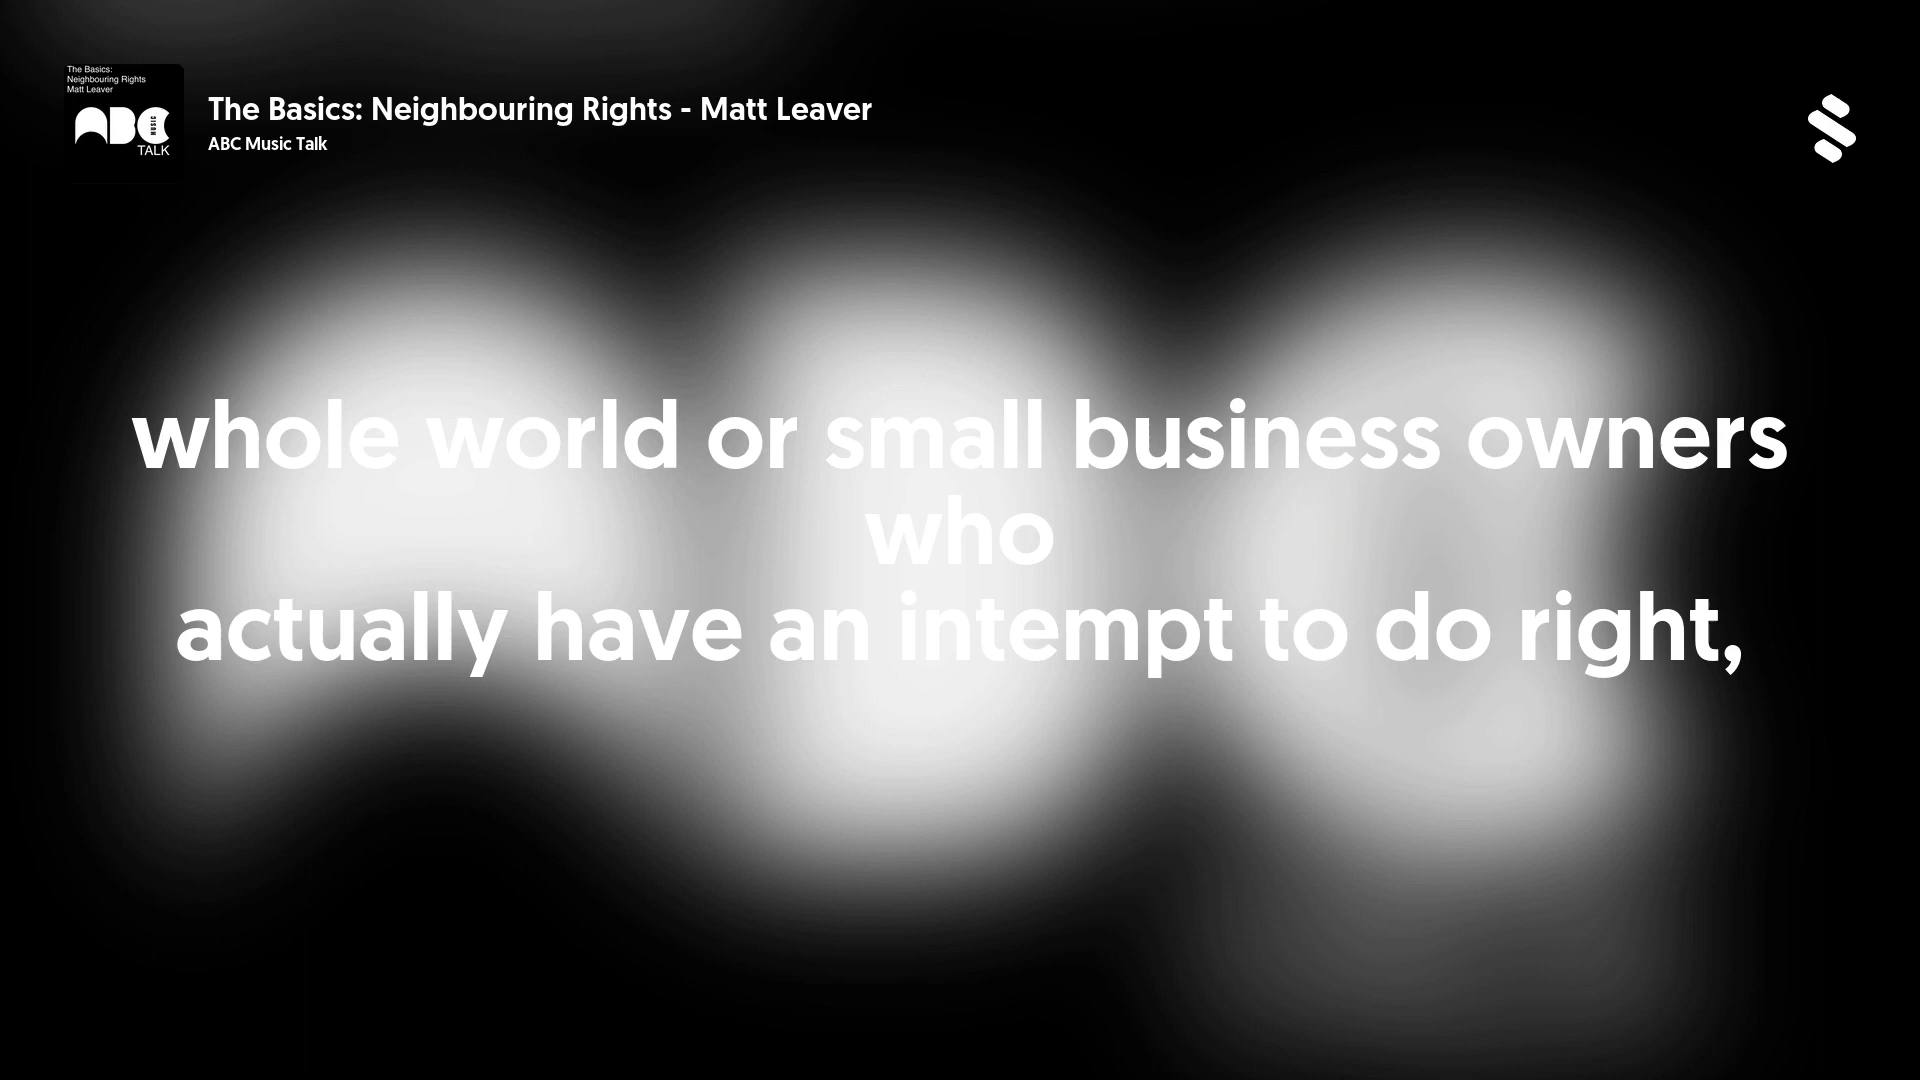 The Basics:
Neighbouring Rights
Matt Leaver
ABC
MUSIC
TALK
The Basics: Neighbouring Rights - Matt Leaver
ABC Music Talk
whole world or small business owners
who
actually have an intempt to do right,